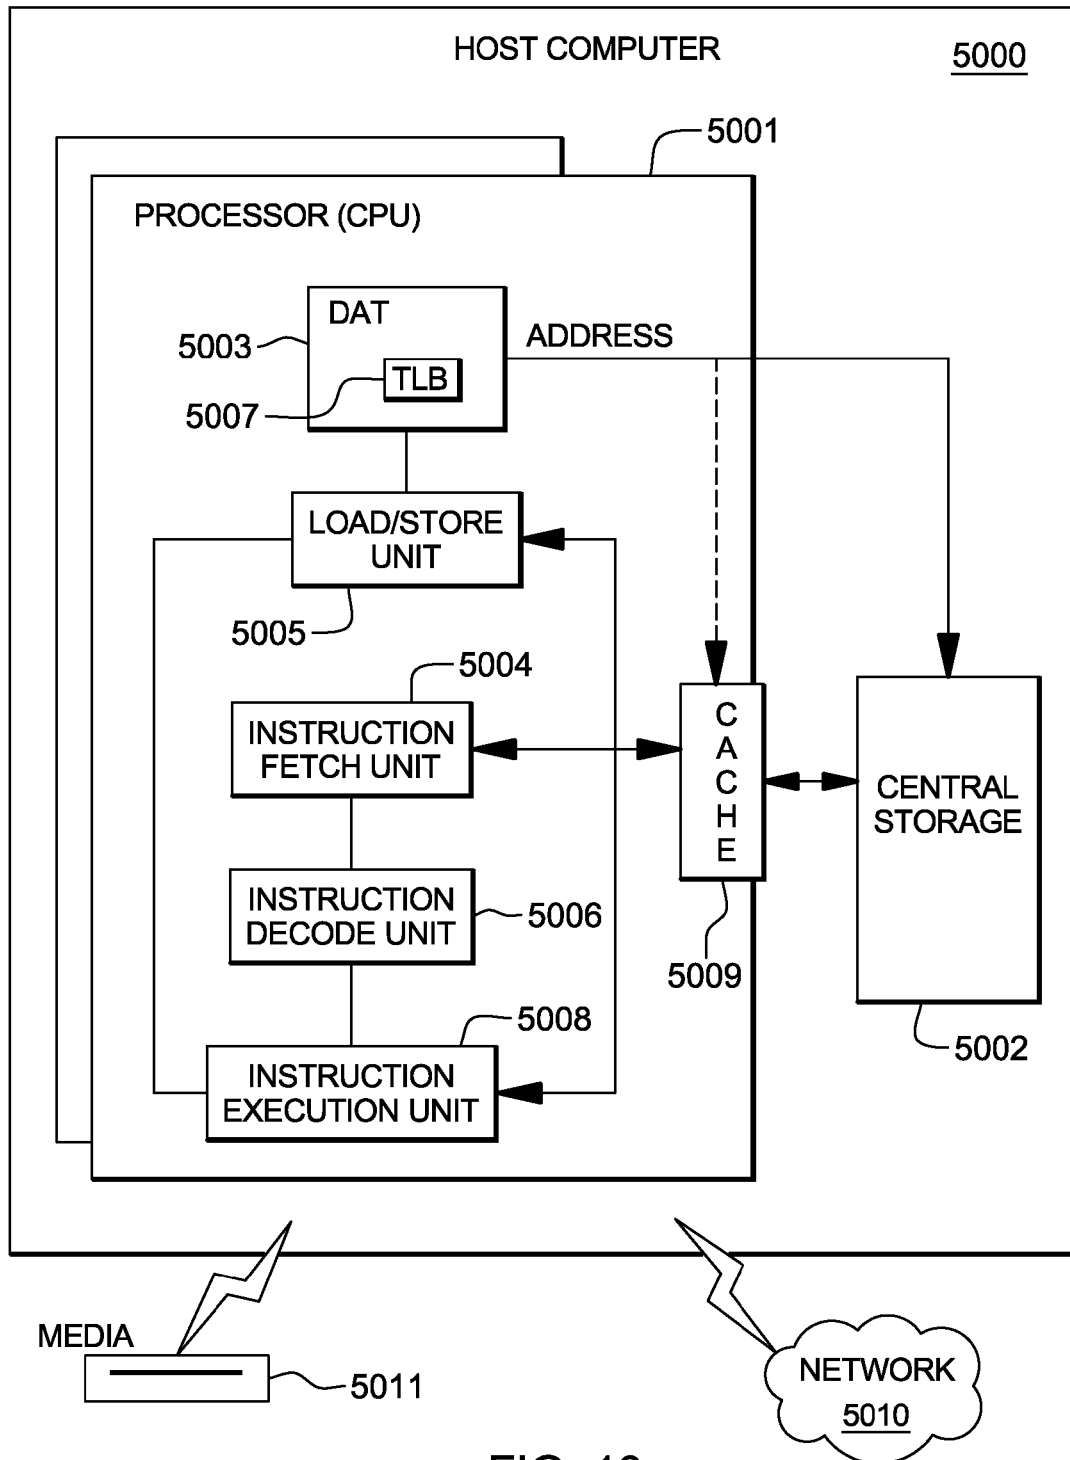 HOST COMPUTER
5000
5001
PROCESSOR (CPU)
DAT
5003
ADDRESS
TLB
5007
LOAD/STORE
UNIT
5005
5004
INSTRUCTION
FETCH UNIT
CACHE
CENTRAL
STORAGE
INSTRUCTION
DECODE UNIT
5006
5009
5008
5002
INSTRUCTION
EXECUTION UNIT
MEDIA
5011
NETWORK
5010